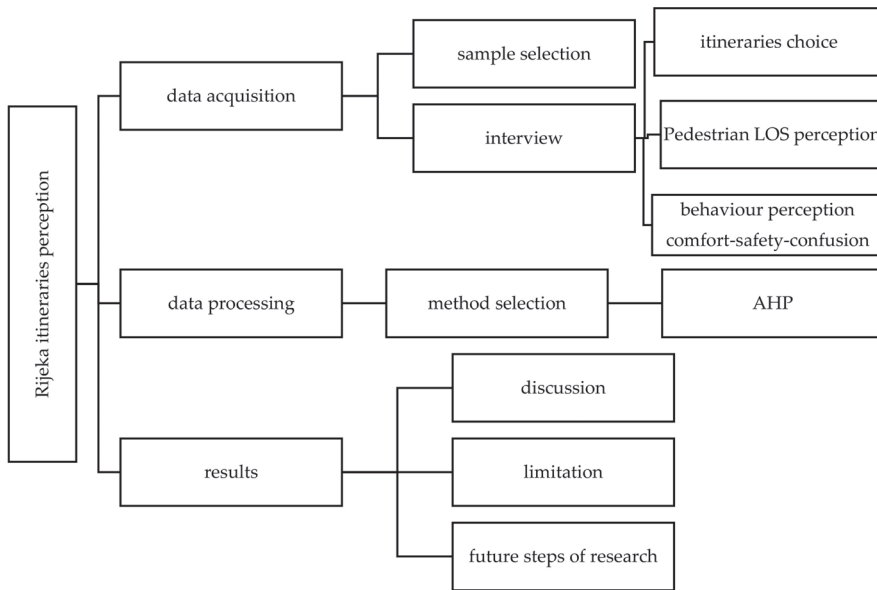 Rijeka itineraries perception
data acquisition
sample selection
interview
itineraries choice
Pedestrian LOS perception
behaviour perception
comfort-safety-confusion
data processing
method selection
AHP
results
discussion
limitation
future steps of research